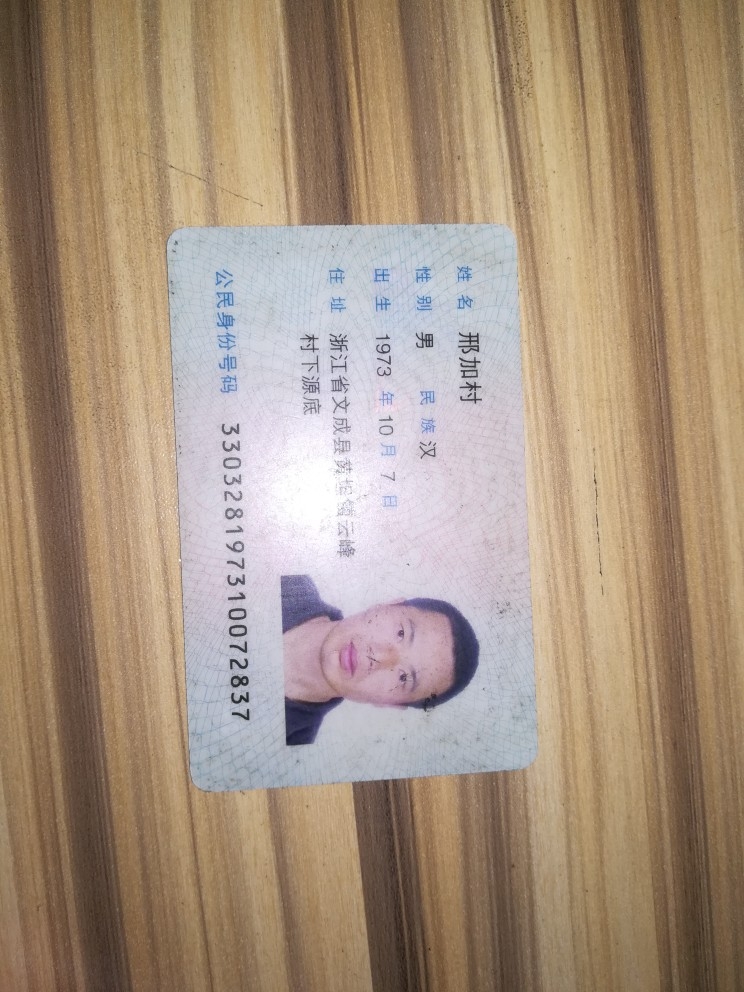 姓名 邢加村
性别 男 民族 汉
出生 1973 年 10 月 7 日
住址 浙江省文成县黄坦镇云峰
村下源底
公民身份号码 330328197310072837